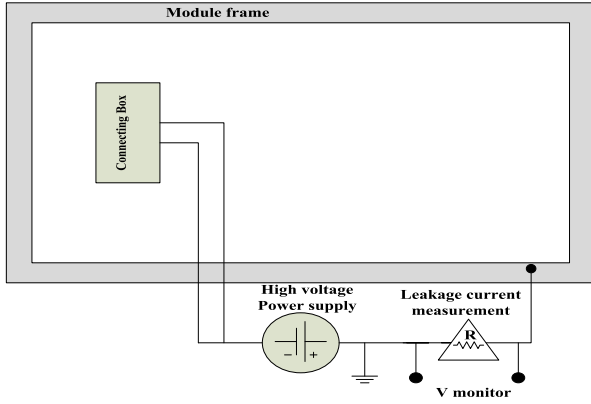 Module frame
Connecting Box
High voltage
Power supply
− +
Leakage current
measurement
R
V monitor